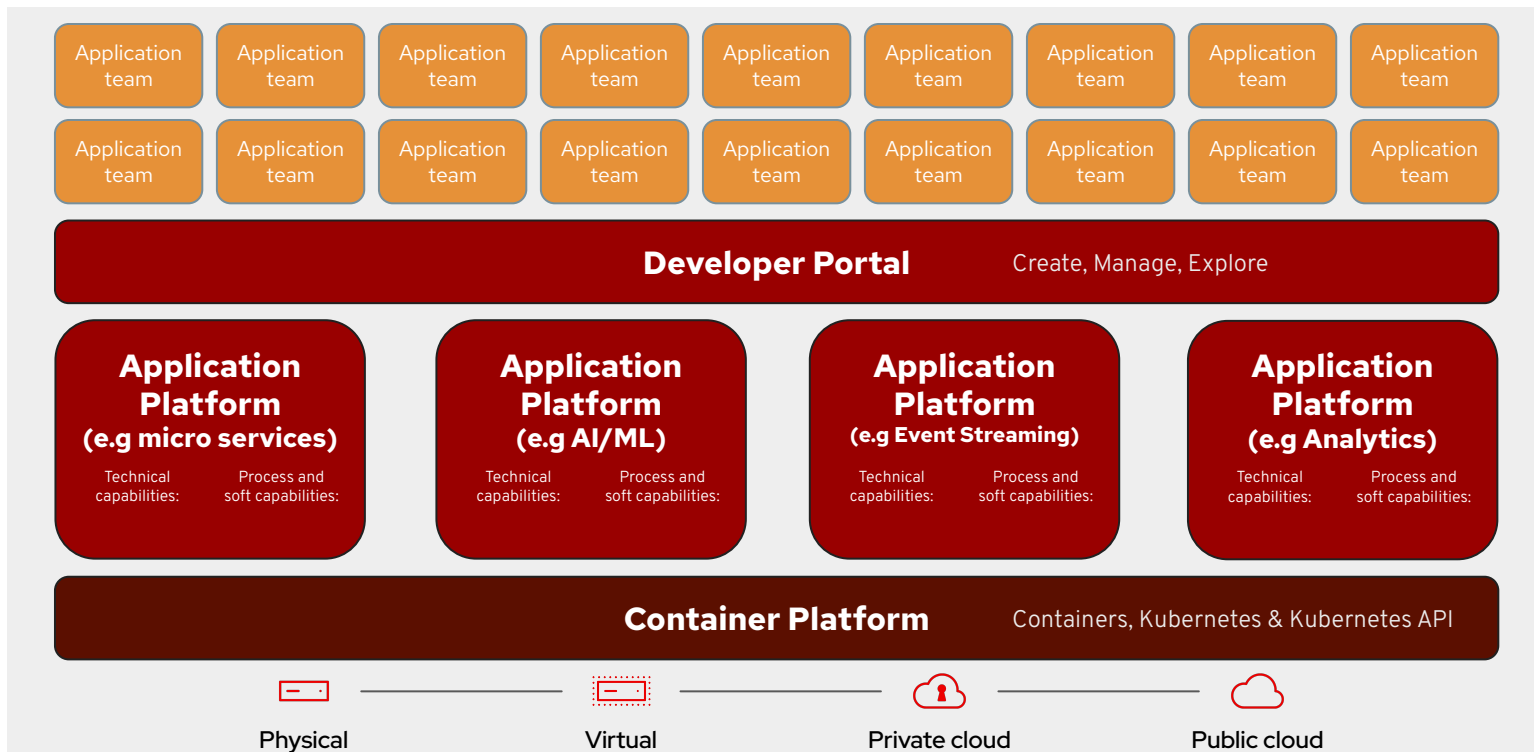 Application
team
Application
team
Application
team
Application
team
Application
team
Application
team
Application
team
Application
team
Application
team
Application
team
Application
team
Application
team
Application
team
Application
team
Application
team
Application
team
Application
team
Application
team
Developer Portal
Create, Manage, Explore
Application
Platform
(e.g micro services)
Technical
capabilities:
Process and
soft capabilities:
Application
Platform
(e.g AI/ML)
Technical
capabilities:
Process and
soft capabilities:
Application
Platform
(e.g Event Streaming)
Technical
capabilities:
Process and
soft capabilities:
Application
Platform
(e.g Analytics)
Technical
capabilities:
Process and
soft capabilities:
Container Platform
Containers, Kubernetes & Kubernetes API
Physical
Virtual
Private cloud
Public cloud